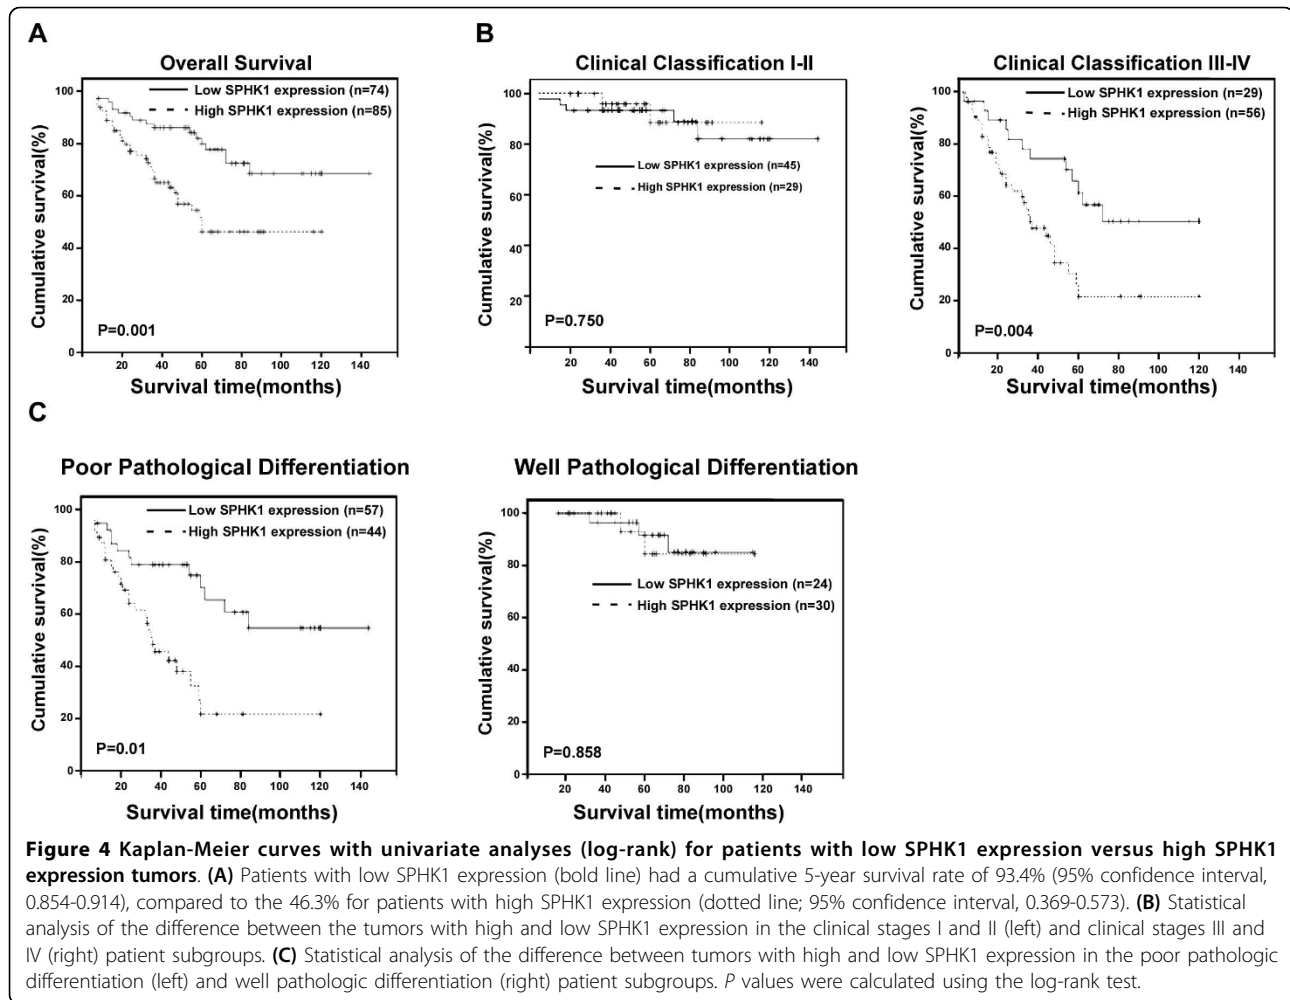 A
Overall Survival
Low SPHK1 expression (n=74)
High SPHK1 expression (n=85)
Cumulative survival(%)
100
80
60
40
20
0
P=0.001
20 40 60 80 100 120 140
Survival time(months)
B
Clinical Classification I-II
Cumulative survival(%)
100
80
60
40
20
Low SPHK1 expression (n=45)
High SPHK1 expression (n=29)
P=0.750
20 40 60 80 100 120 140
Survival time(months)
Clinical Classification III-IV
Low SPHK1 expression (n=29)
High SPHK1 expression (n=56)
Cumulative survival(%)
100
80
60
40
20
0
P=0.004
20 40 60 80 100 120 140
Survival time(months)
C
Poor Pathological Differentiation
Low SPHK1 expression (n=57)
High SPHK1 expression (n=44)
Cumulative survival(%)
100
80
60
40
20
0
P=0.01
20 40 60 80 100 120 140
Survival time(months)
Well Pathological Differentiation
Cumulative survival(%)
100
80
60
40
20
0
Low SPHK1 expression (n=24)
High SPHK1 expression (n=30)
P=0.858
20 40 60 80 100 120 140
Survival time(months)
Figure 4 Kaplan-Meier curves with univariate analyses (log-rank) for patients with low SPHK1 expression versus high SPHK1
expression tumors. (A) Patients with low SPHK1 expression (bold line) had a cumulative 5-year survival rate of 93.4% (95% confidence interval,
0.854-0.914), compared to the 46.3% for patients with high SPHK1 expression (dotted line; 95% confidence interval, 0.369-0.573). (B) Statistical
analysis of the difference between the tumors with high and low SPHK1 expression in the clinical stages I and II (left) and clinical stages III and
IV (right) patient subgroups. (C) Statistical analysis of the difference between tumors with high and low SPHK1 expression in the poor pathologic
differentiation (left) and well pathologic differentiation (right) patient subgroups. P values were calculated using the log-rank test.